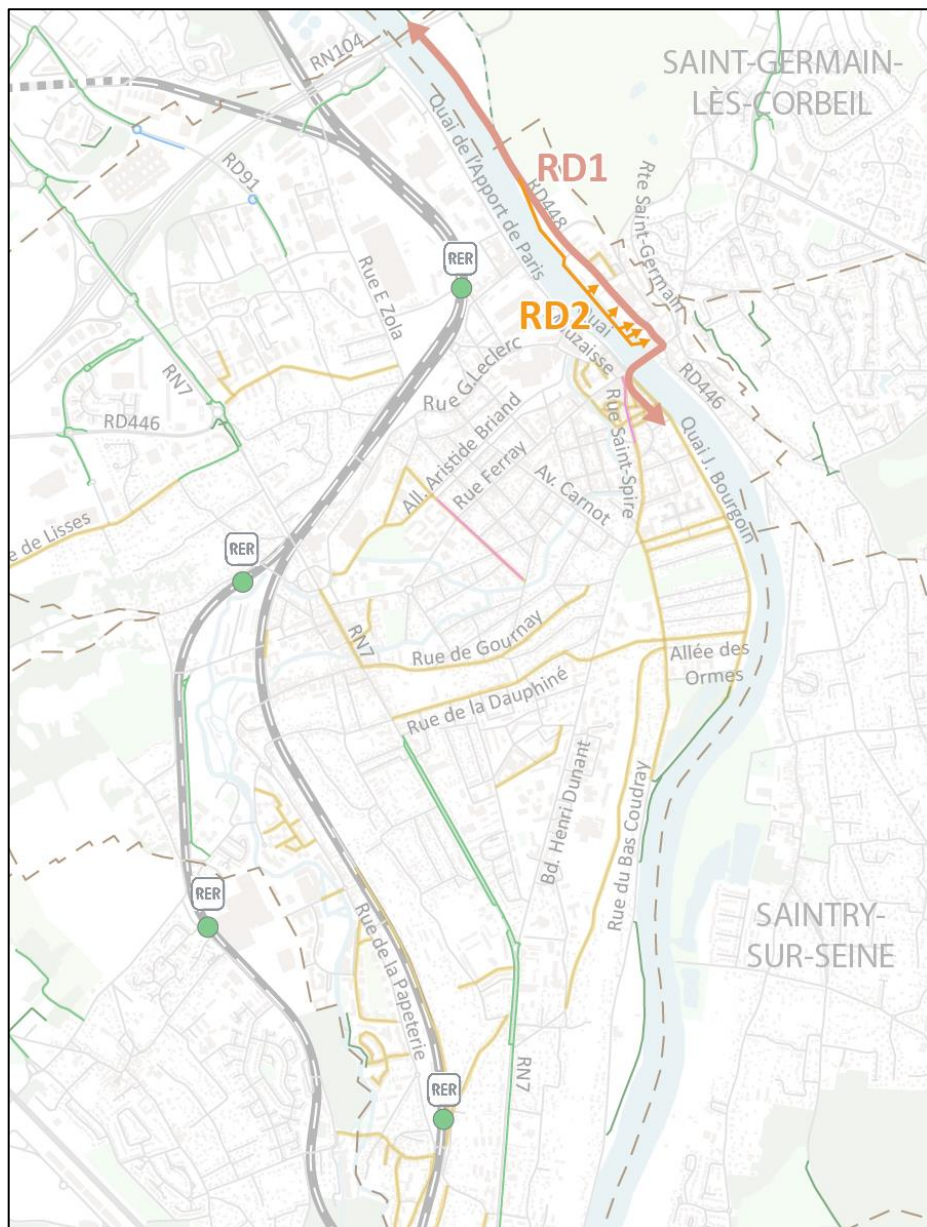 RN104
SAINT-GERMAIN-
LÈS-CORBEIL
Quai de l'Apport de Paris
RD1
RD448
Rte Saint-Germain
RD91
RER
Rue E Zola
RD2
Quai
RN7
Rue G.Leclerc
RD446
RD446
All. Aristide Briand
Rue Ferray
Rue Saint-Spire
Quai J. Bourgoin
Av. Carnot
e de Lisses
RER
RN7
Rue de Gournay
Allée des
Ormes
Rue de la Dauphiné
Bd. Henri Dunant
Rue du Bas Coudray
RER
SAINTRY-
SUR-SEINE
Rue de la Papeterie
RN7
RER